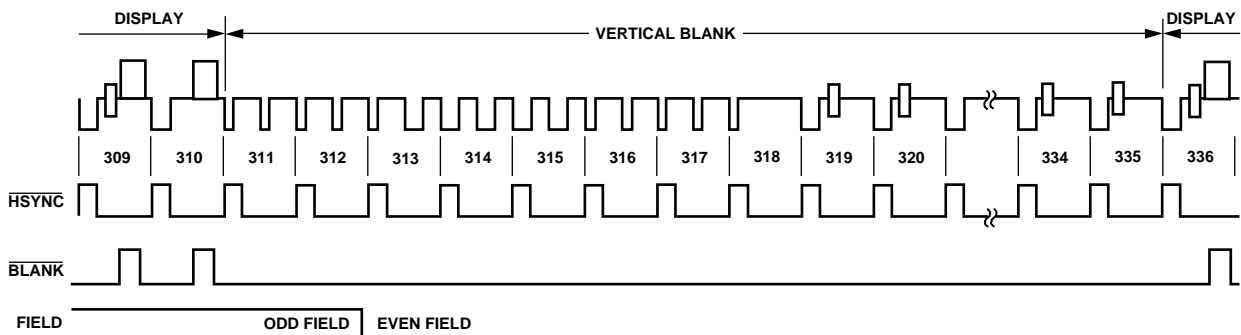 DISPLAY VERTICAL BLANK DISPLAY
309 310 311 312 313 314 315 316 317 318 319 320 334 335 336
HSYNC
BLANK
FIELD ODD FIELD EVEN FIELD